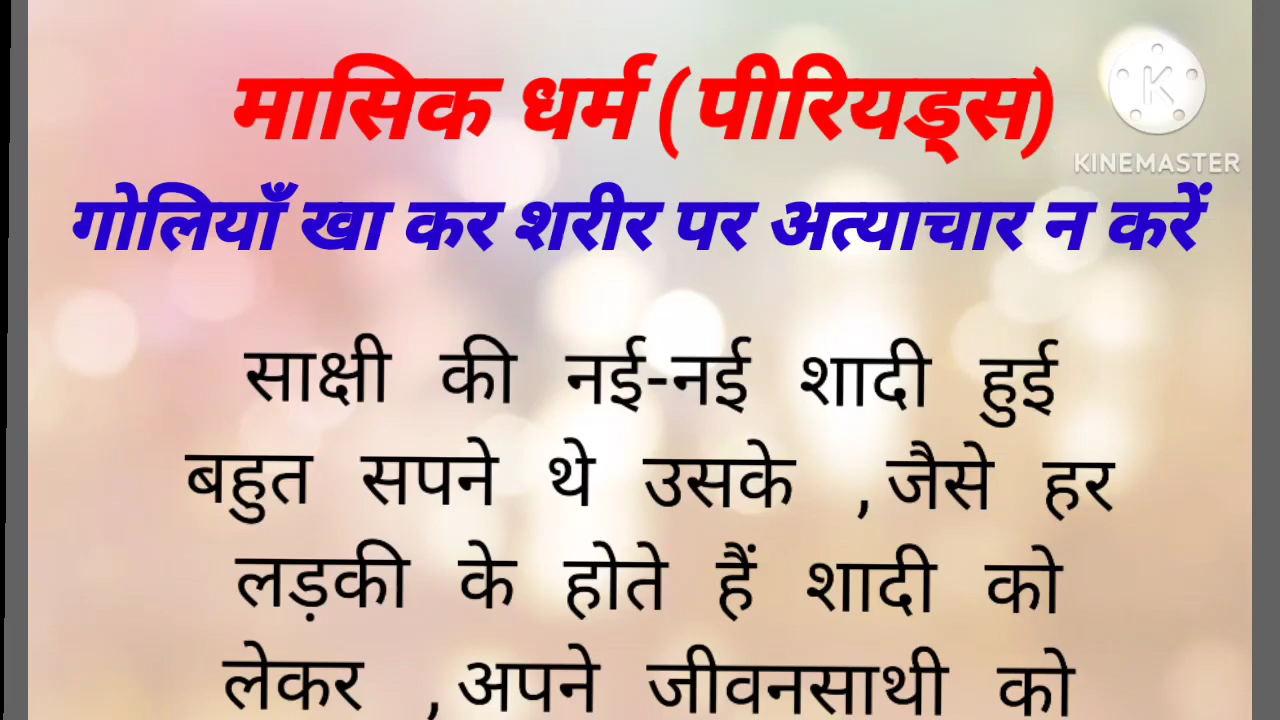 मासिक धर्म (पीरियड्स)
KINEMASTER
गोलियाँ खा कर शरीर पर अत्याचार न करें
साक्षी की नई-नई शादी हुई
बहुत सपने थे उसके ,जैसे हर
लड़की के होते हैं शादी को
लेकर ,अपने जीवनसाथी को